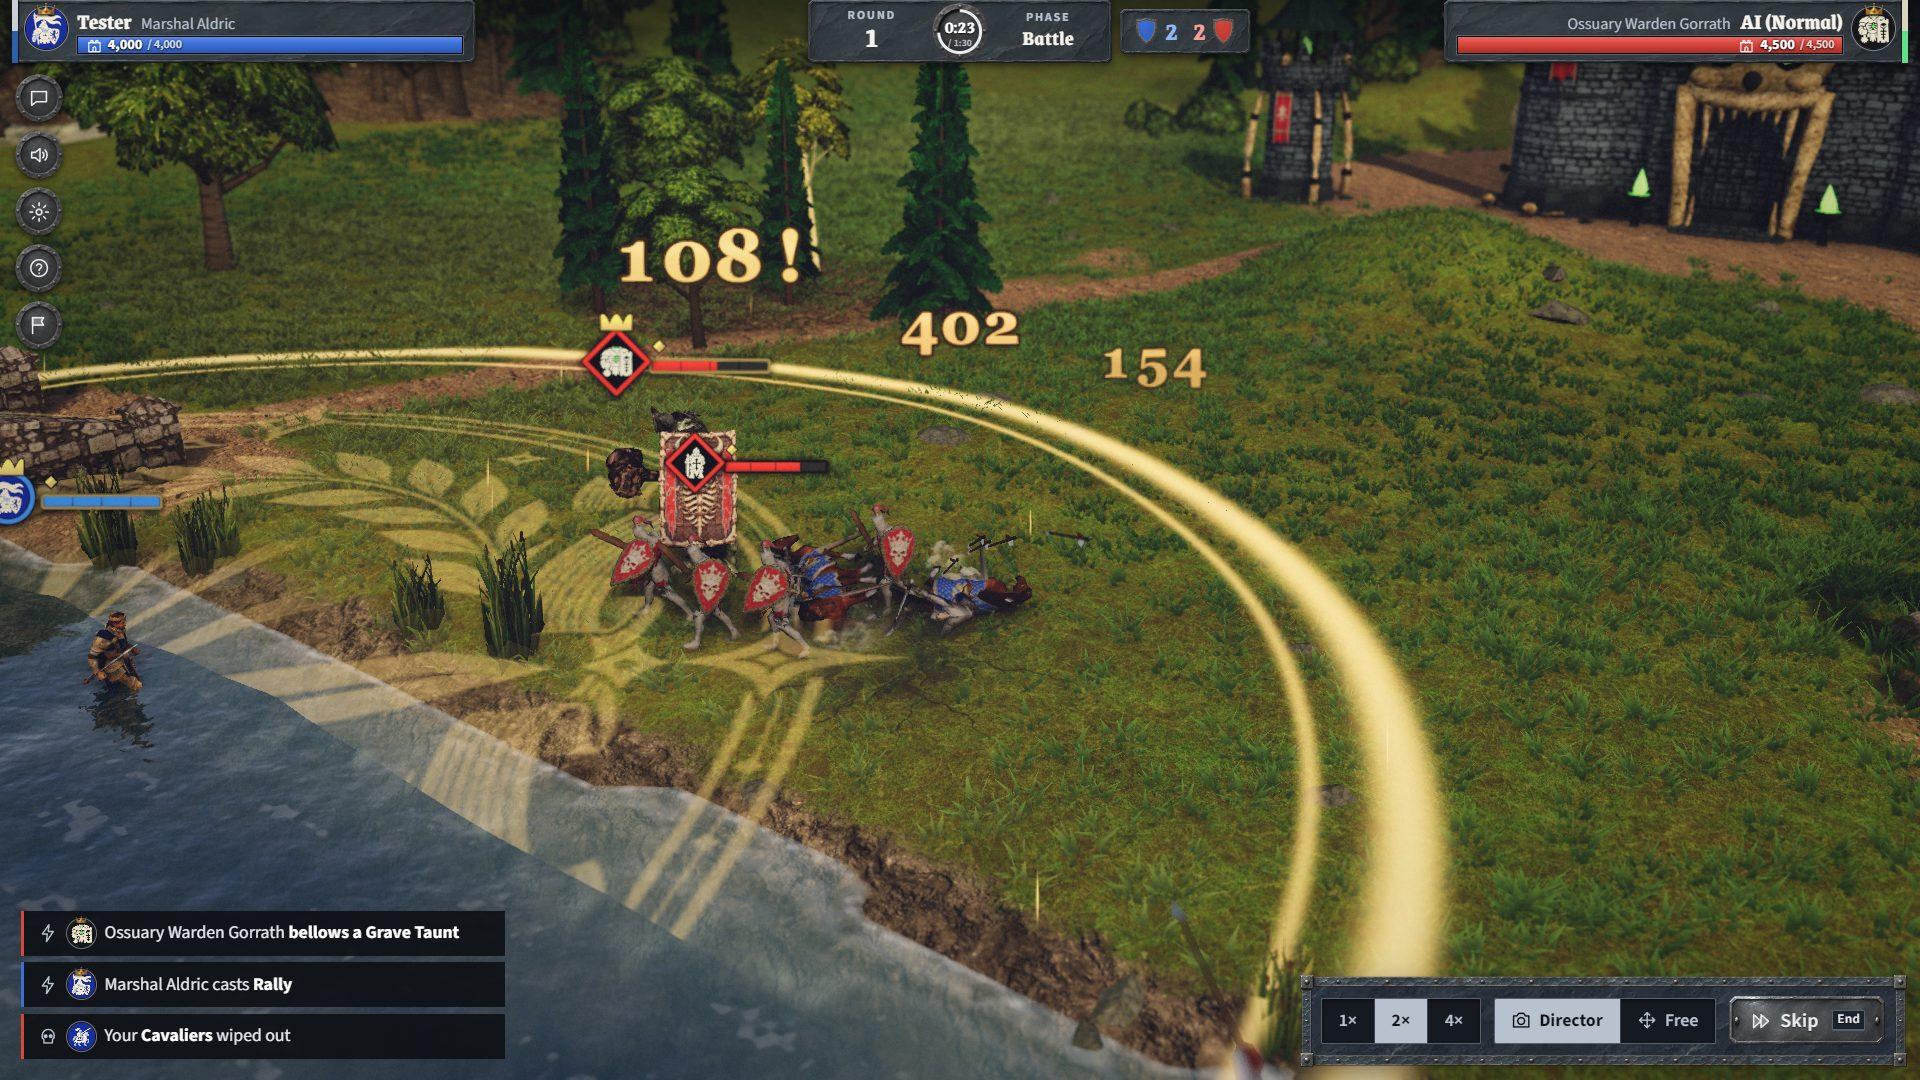 Tester Marshal Aldric
4,000 / 4,000
ROUND
1
0:23
/ 1:30
PHASE
Battle
2 2
Ossuary Warden Gorrath AI (Normal)
4,500 / 4,500
108!
402
154
Ossuary Warden Gorrath bellows a Grave Taunt
Marshal Aldric casts Rally
Your Cavaliers wiped out
1×
2×
4×
Director
Free
Skip
End